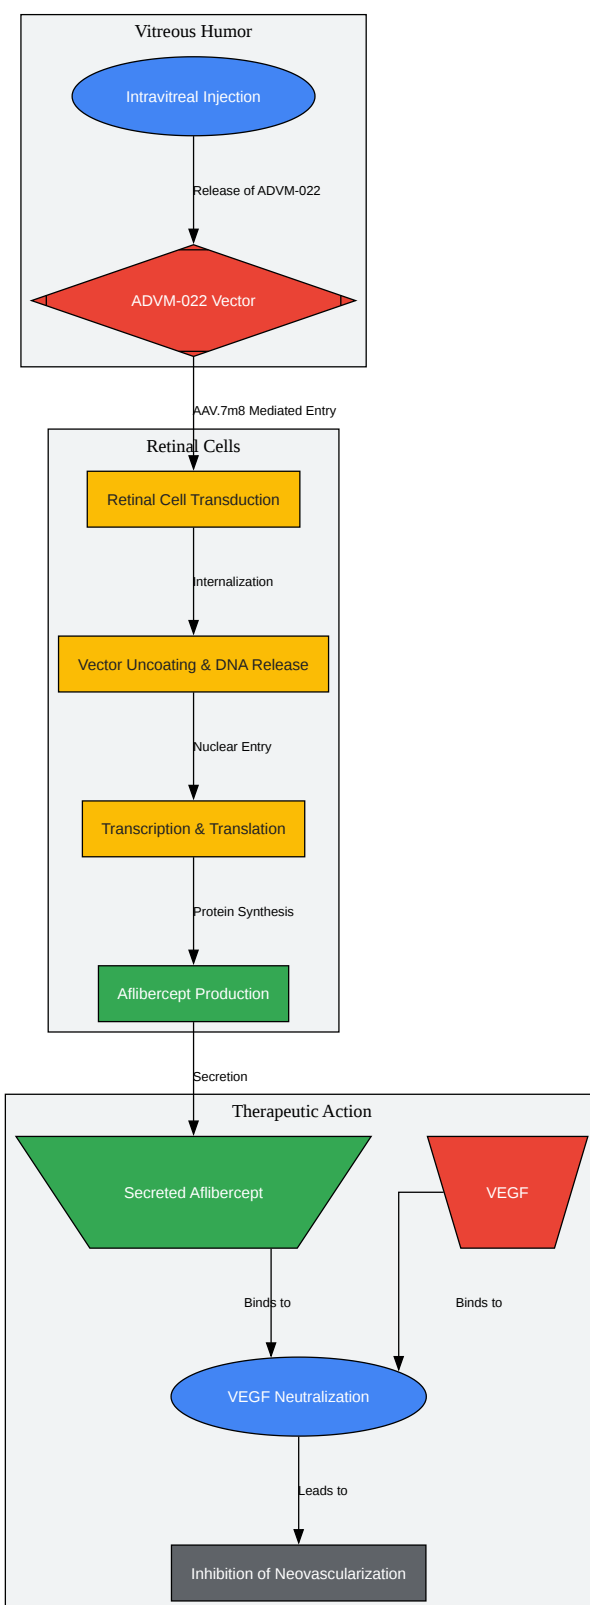 Vitreous Humor
Intravitreal Injection
Release of ADVM-022
ADVM-022 Vector
AAV.7m8 Mediated Entry
Retinal Cells
Retinal Cell Transduction
Internalization
Vector Uncoating & DNA Release
Nuclear Entry
Transcription & Translation
Protein Synthesis
Aflibercept Production
Secretion
Therapeutic Action
Secreted Aflibercept
VEGF
Binds to
Binds to
VEGF Neutralization
Leads to
Inhibition of Neovascularization